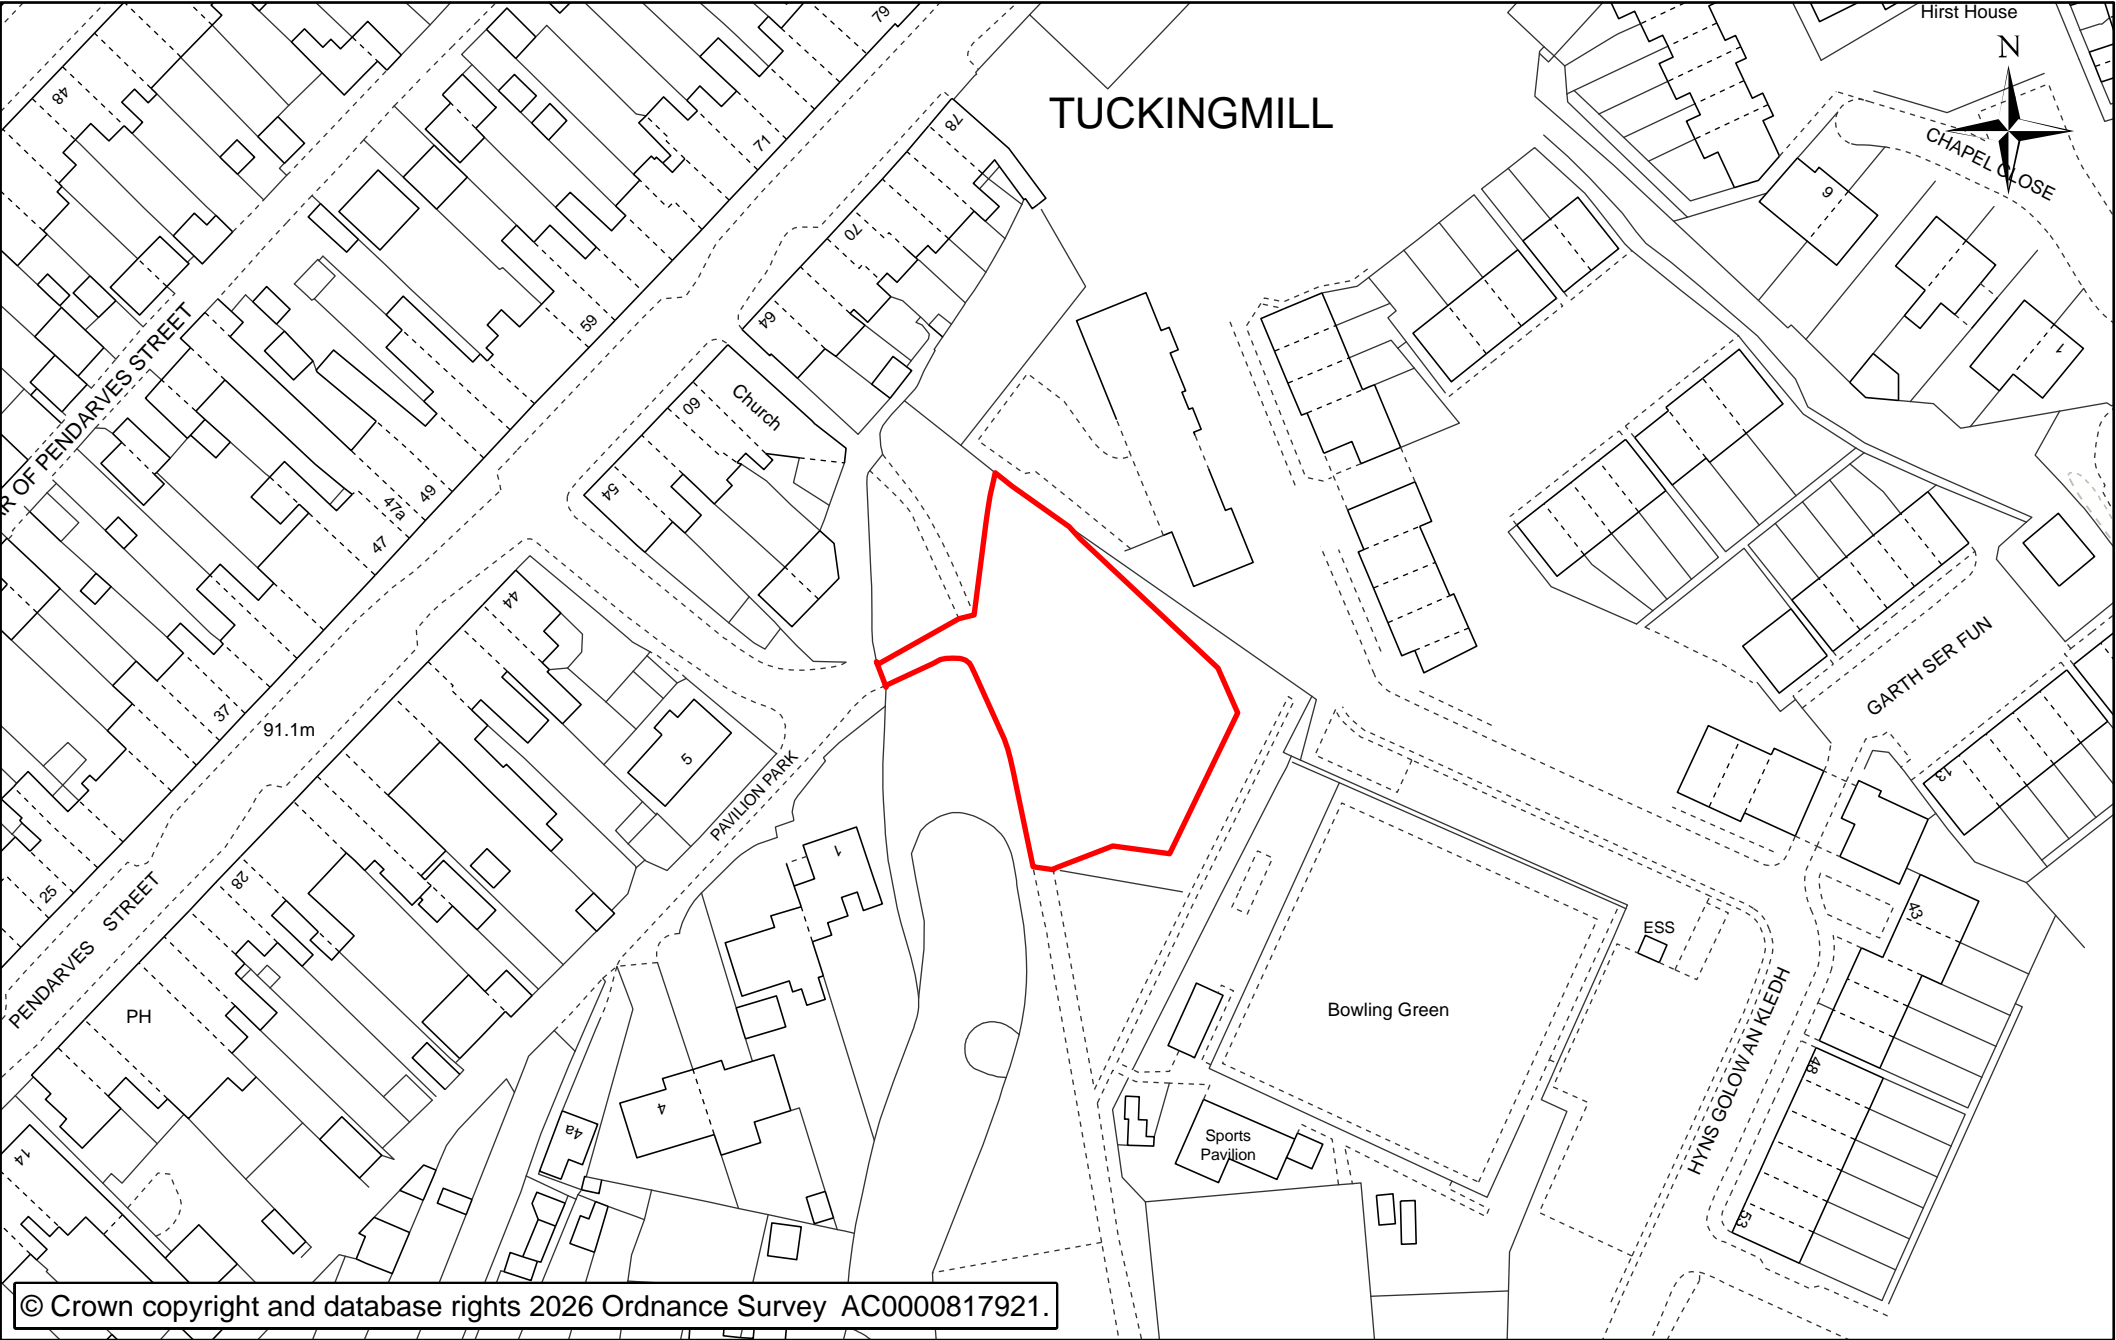 Hirst House
N
TUCKINGMILL
CHAPEL CLOSE
79
48
78
71
6
70
64
59
1
Church
60
54
49
47a
47
R OF PENDARVES STREET
44
GARTH SER FUN
37
91.1m
5
PAVILION PARK
13
1
28
25
43
ESS
PENDARVES STREET
PH
Bowling Green
HYNS GOLOW AN KLEDH
48
4
4a
Sports
Pavilion
14
53
© Crown copyright and database rights 2026 Ordnance Survey AC0000817921.